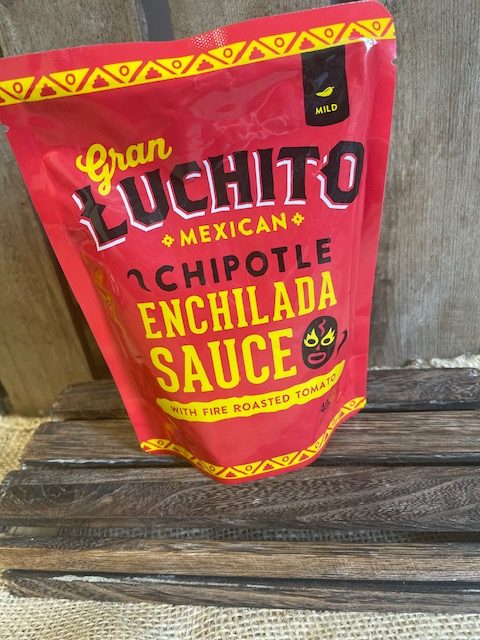 MILD
Gran
LUCHITO
MEXICAN
CHIPOTLE
ENCHILADA
SAUCE
WITH FIRE ROASTED TOMATO